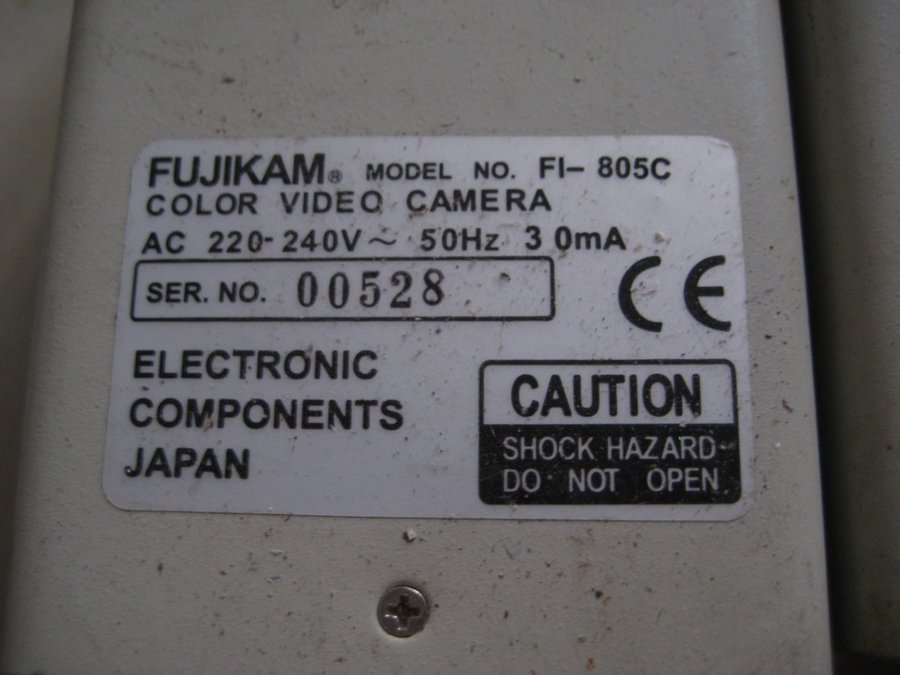 FUJIKAM® MODEL NO. FI-805C
COLOR VIDEO CAMERA
AC 220-240V~ 50Hz 30mA
SER. NO. 00528
CE
ELECTRONIC
COMPONENTS
JAPAN
CAUTION
SHOCK HAZARD-
DO NOT OPEN